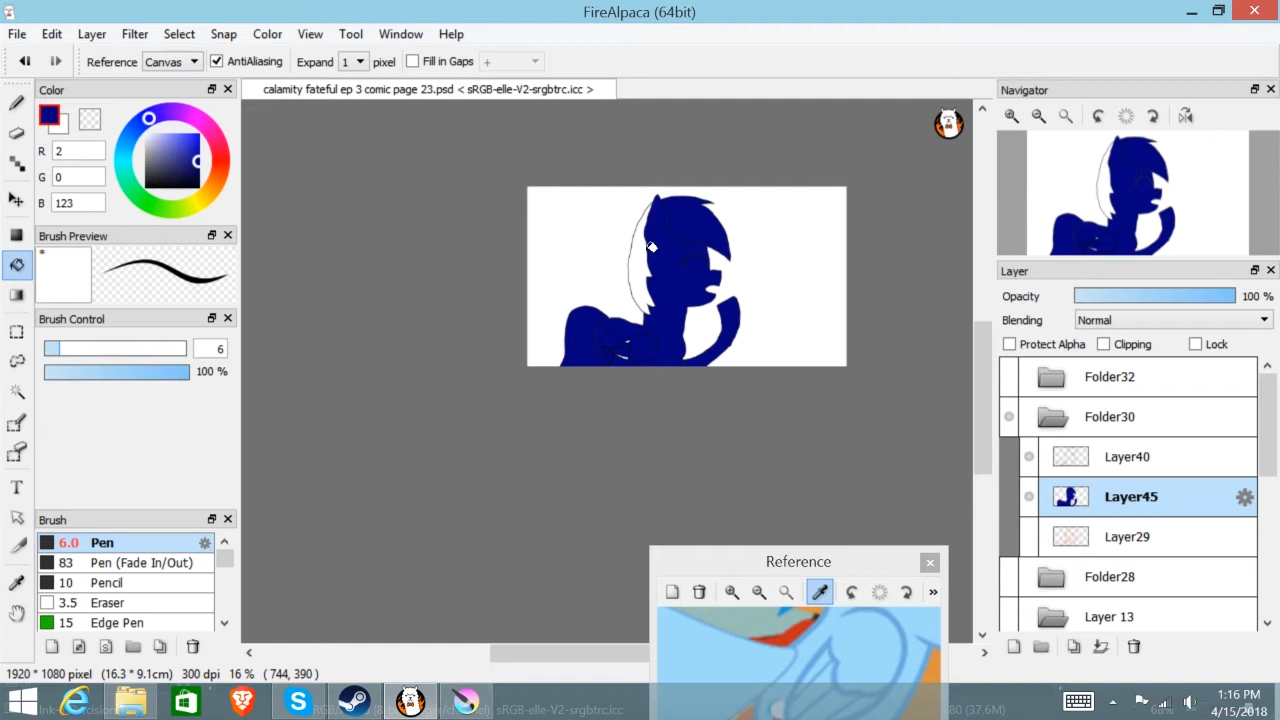 FireAlpaca (64bit)
File Edit Layer Filter Select Snap Color View Tool Window Help
Reference Canvas AntiAliasing Expand 1 pixel Fill in Gaps +
Color
calamity fateful ep 3 comic page 23.psd < sRGB-elle-V2-srgbtrc.icc >
Navigator
R 2
G 0
B 123
Brush Preview
*
Layer
Opacity 100 %
Blending Normal
Brush Control
Protect Alpha Clipping Lock
6
100 %
Folder32
Folder30
Layer40
Layer45
Layer29
Folder28
Layer 13
Brush
6.0 Pen
83 Pen (Fade In/Out)
10 Pencil
3.5 Eraser
15 Edge Pen
Reference
»
1920 * 1080 pixel (16.3 * 9.1cm) 300 dpi 16 % (744, 390)
sRGB-elle-V2-srgbtrc.icc
1:16 PM
4/15/2018